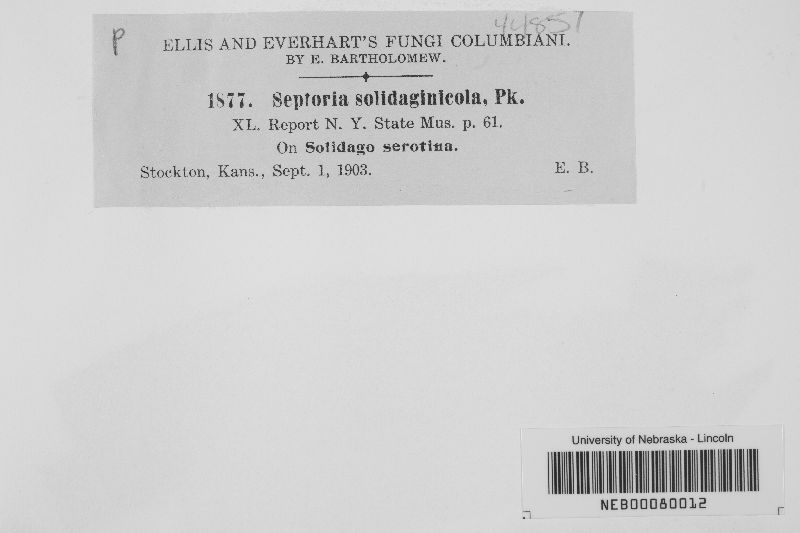 P 44857
ELLIS AND EVERHART'S FUNGI COLUMBIANI.
BY E. BARTHOLOMEW.
1877. Septoria solidaginicola, Pk.
XL. Report N. Y. State Mus. p. 61.
On Solidago serotina.
Stockton, Kans., Sept. 1, 1903. E. B.
University of Nebraska - Lincoln
NEB00080012